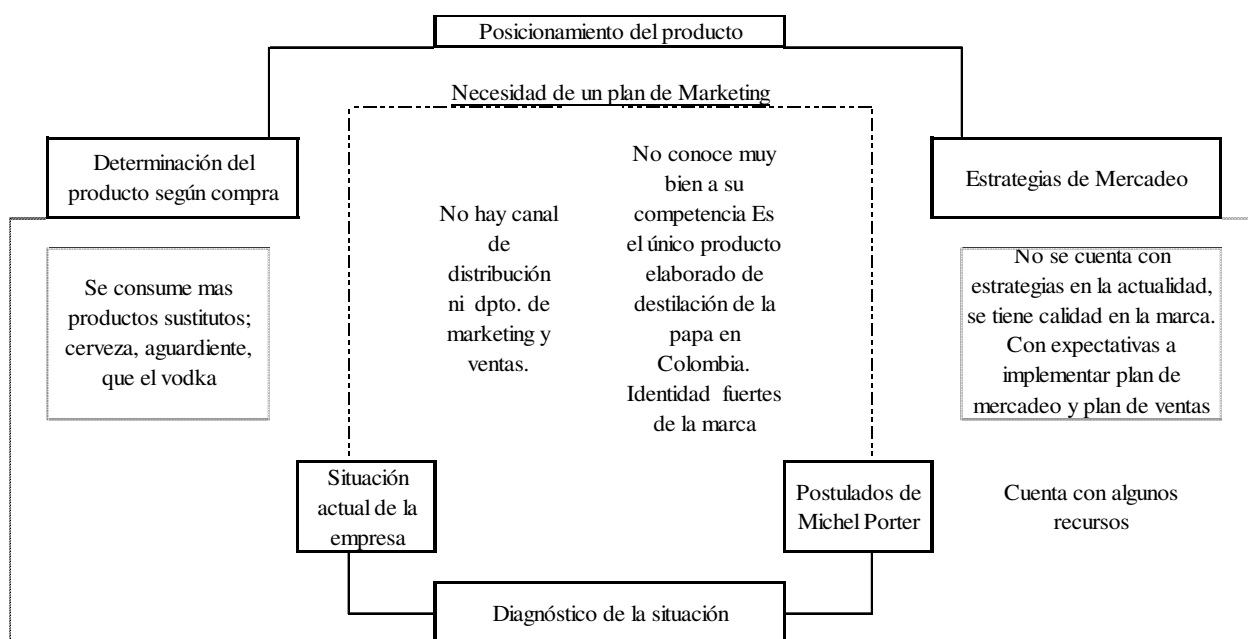 Posicionamiento del producto
Necesidad de un plan de Marketing
Determinación del
producto según compra
Estrategias de Mercadeo
No hay canal
de
distribución
ni dpto. de
marketing y
ventas.
No conoce muy
bien a su
competencia Es
el único producto
elaborado de
destilación de la
papa en
Colombia.
Identidad fuertes
de la marca
Se consume mas
productos sustitutos;
cerveza, aguardiente,
que el vodka
No se cuenta con
estrategias en la actualidad,
se tiene calidad en la marca.
Con expectativas a
implementar plan de
mercadeo y plan de ventas
Situación
actual de la
empresa
Postulados de
Michel Porter
Cuenta con algunos
recursos
Diagnóstico de la situación